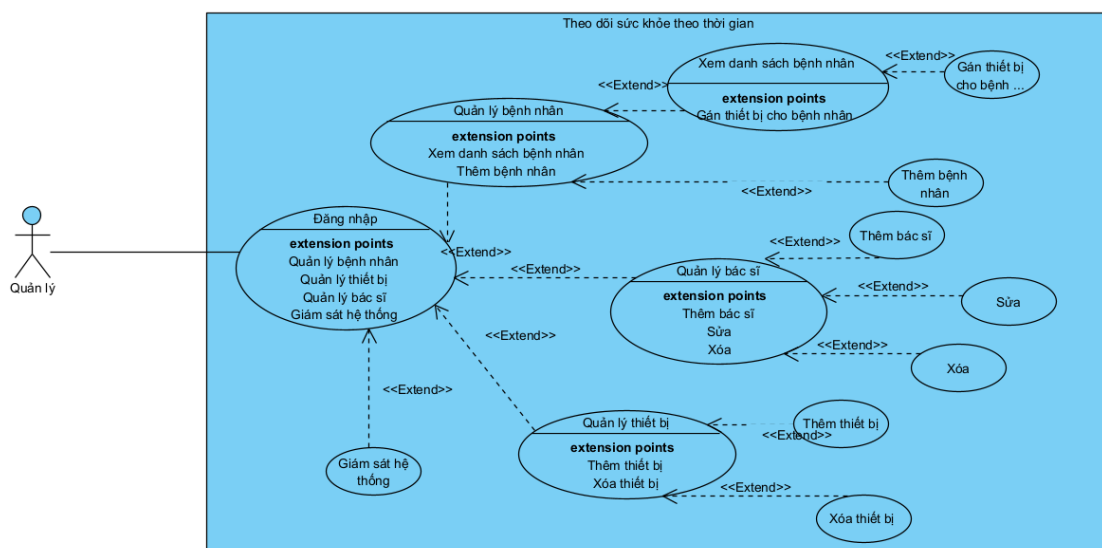 Theo dõi sức khỏe theo thời gian
Xem danh sách bệnh nhân
extension points
Gán thiết bị cho bệnh nhân
<<Extend>>
Gán thiết bị
cho bệnh ...
<<Extend>>
Quản lý bệnh nhân
extension points
Xem danh sách bệnh nhân
Thêm bệnh nhân
<<Extend>>
Thêm bệnh
nhân
Quản lý
Đăng nhập
extension points
Quản lý bệnh nhân
Quản lý thiết bị
Quản lý bác sĩ
Giám sát hệ thống
<<Extend>>
<<Extend>>
Quản lý bác sĩ
extension points
Thêm bác sĩ
Sửa
Xóa
<<Extend>>
Thêm bác sĩ
<<Extend>>
Sửa
<<Extend>>
Xóa
<<Extend>>
<<Extend>>
Giám sát hệ
thống
Quản lý thiết bị
extension points
Thêm thiết bị
Xóa thiết bị
<<Extend>>
Thêm thiết bị
<<Extend>>
Xóa thiết bị